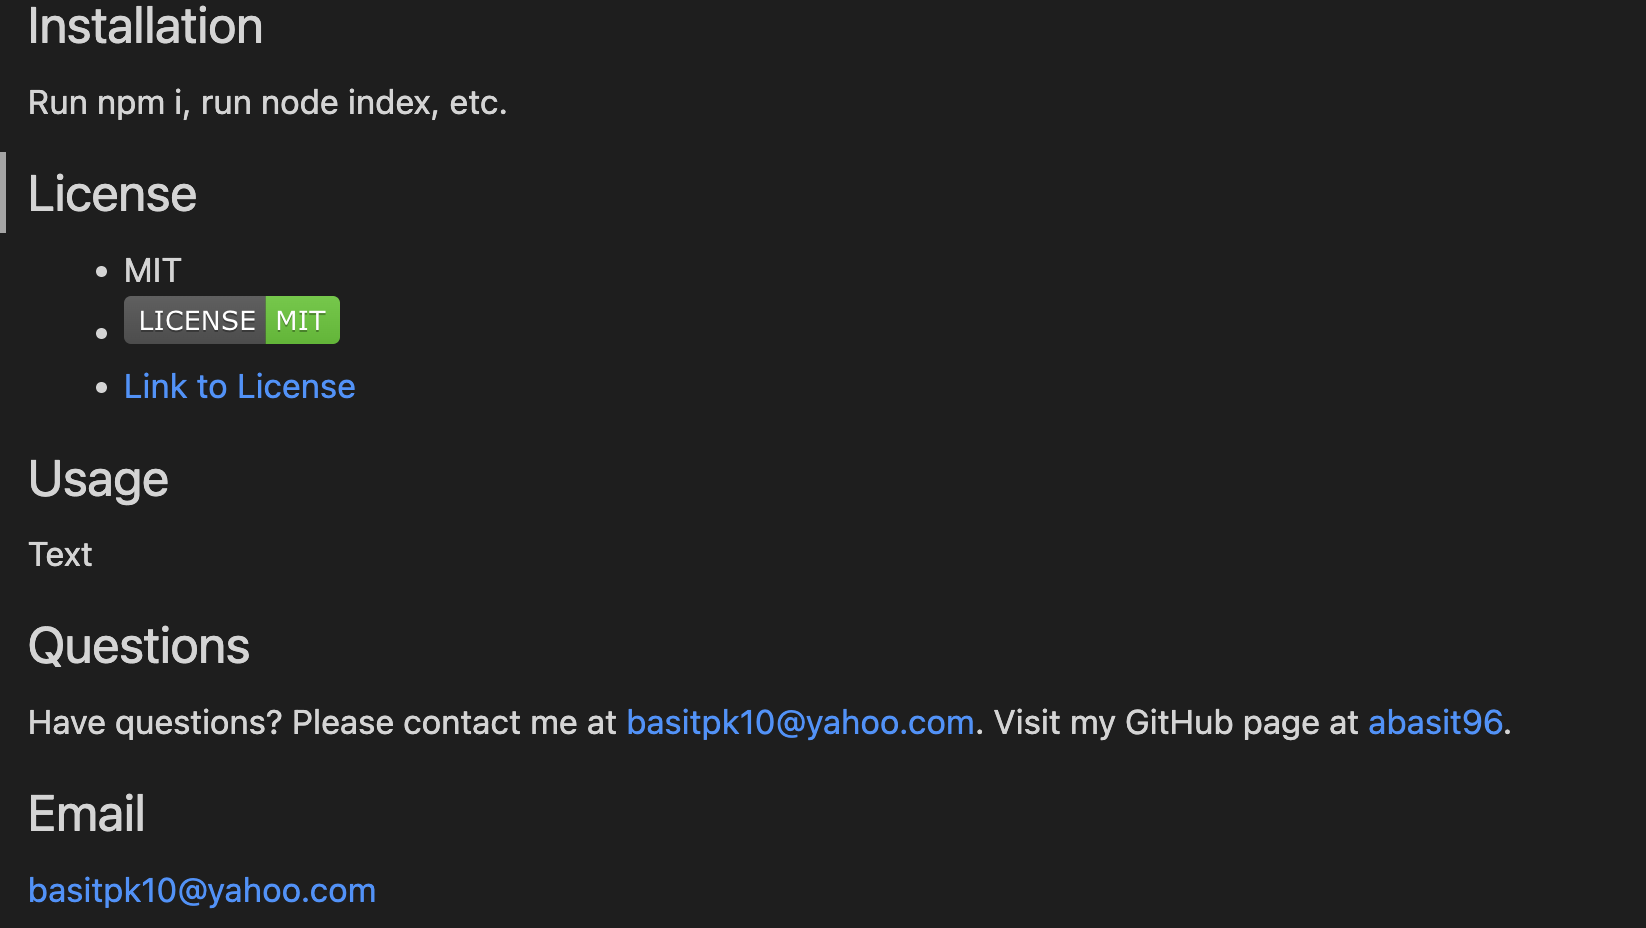 Installation
Run npm i, run node index, etc.
License
MIT
LICENSE MIT
Link to License
Usage
Text
Questions
Have questions? Please contact me at basitpk10@yahoo.com. Visit my GitHub page at abasit96.
Email
basitpk10@yahoo.com